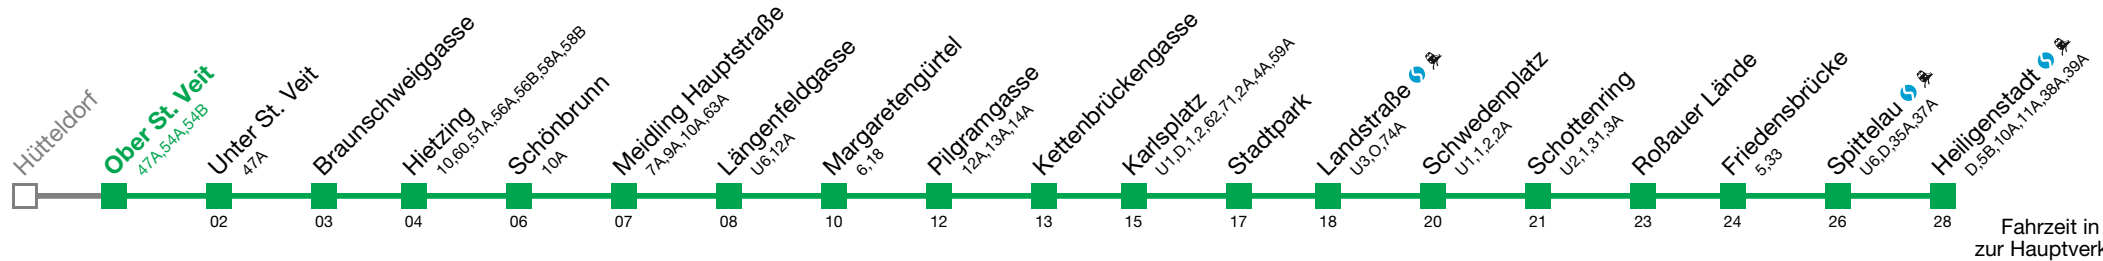 Hütteldorf
Ober St. Veit
47A,54A,54B
Unter St. Veit
47A
Braunschweiggasse
Hietzing
10,60,51A,56A,56B,58A,58B
Schönbrunn
10A
Meidling Hauptstraße
7A,9A,10A,63A
Längenfeldgasse
U6,12A
Margaretengürtel
6,18
Pilgramgasse
12A,13A,14A
Kettenbrückengasse
Karlsplatz
U1,D,1,2,62,71,2A,4A,59A
Stadtpark
Landstraße
U3,O,74A
Schwedenplatz
U1,1,2,2A
Schottenring
U2,1,31,3A
Roßauer Lände
Friedensbrücke
5,33
Spittelau
U6,D,35A,37A
Heiligenstadt
D,5B,10A,11A,38A,39A
02 03 04 06 07 08 10 12 13 15 17 18 20 21 23 24 26 28
Fahrzeit in
zur Hauptverk